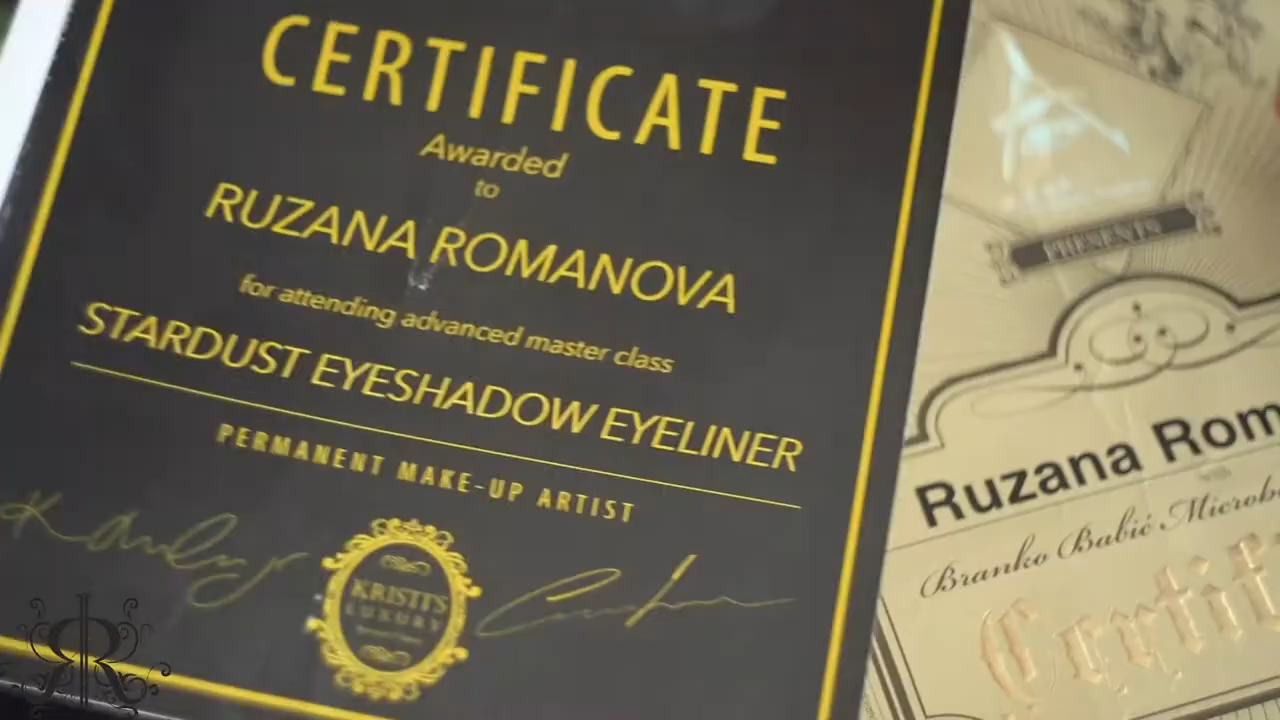 CERTIFICATE
Awarded
to
RUZANA ROMANOVA
for attending advanced master class
STARDUST EYESHADOW EYELINER
PERMANENT MAKE-UP ARTIST
KRISTIS
LUXURY
PRESENTS
Ruzana Rom
Branko Babić Microb
Certif